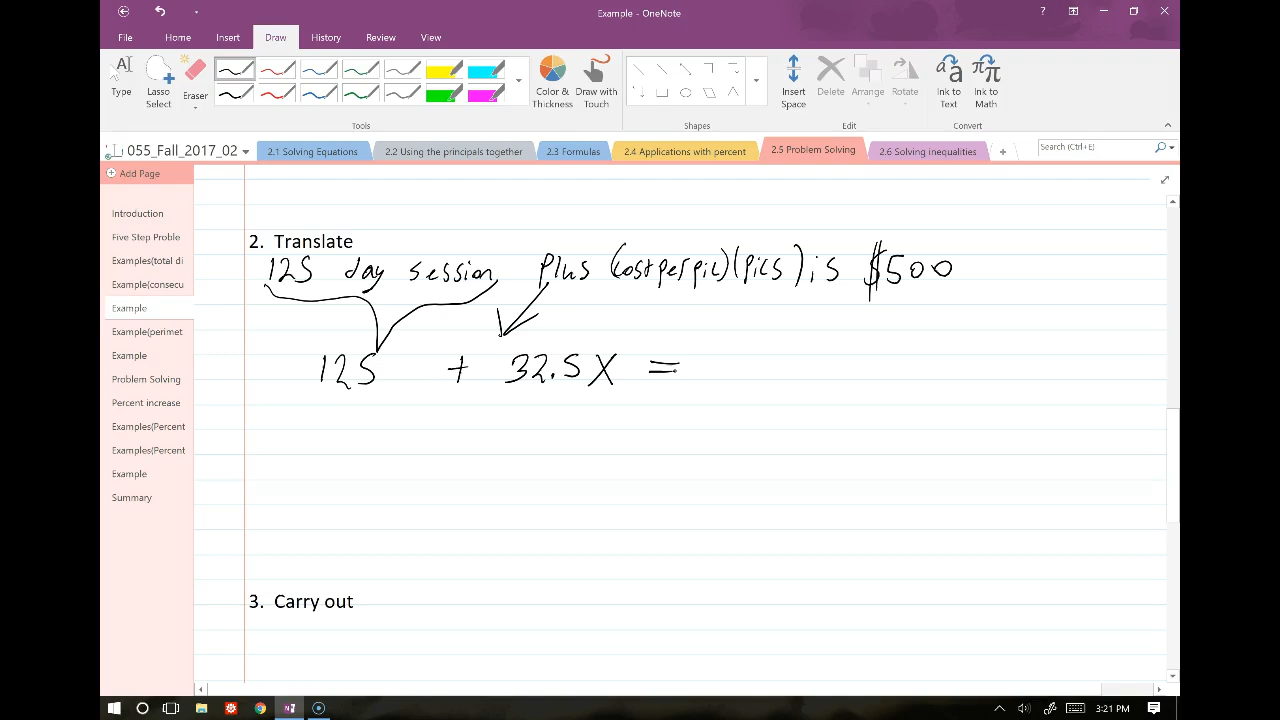 Example - OneNote
?
File Home Insert Draw History Review View
Type
Lasso Select
Eraser
Color & Thickness
Draw with Touch
Insert Space
Delete
Arrange
Rotate
Ink to Text
Ink to Math
Tools
Shapes
Edit
Convert
055_Fall_2017_02
2.1 Solving Equations
2.2 Using the principals together
2.3 Formulas
2.4 Applications with percent
2.5 Problem Solving
2.6 Solving inequalities
Search (Ctrl+E)
Add Page
Introduction
Five Step Proble
Examples(total di
Example(consecu
Example
Example(perimet
Example
Problem Solving
Percent increase
Examples(Percent
Examples(Percent
Example
Summary
2. Translate
125 day session, plus (cost per pic)(pics) is $500
125 + 32.5X =
3. Carry out
3:21 PM